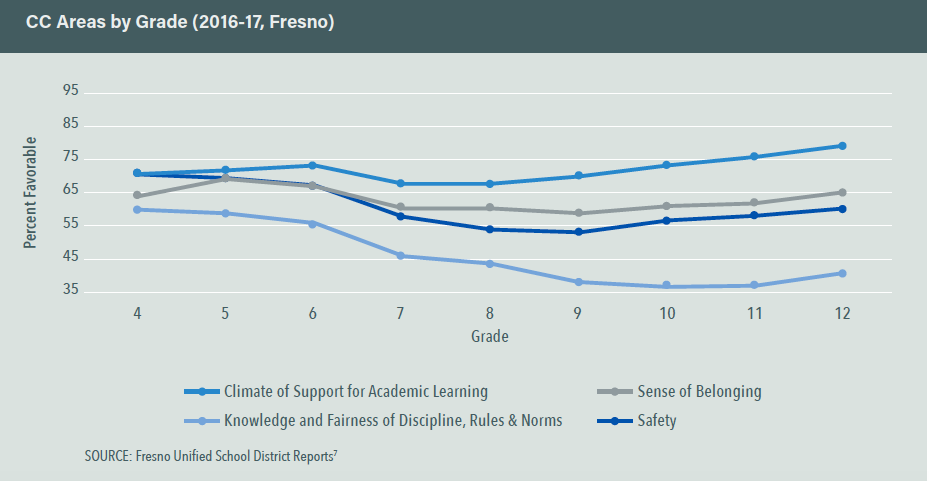 CC Areas by Grade (2016-17, Fresno)
Percent Favorable
95
85
75
65
55
45
35
4 5 6 7 8 9 10 11 12
Grade
Climate of Support for Academic Learning Sense of Belonging
Knowledge and Fairness of Discipline, Rules & Norms Safety
SOURCE: Fresno Unified School District Reports⁷